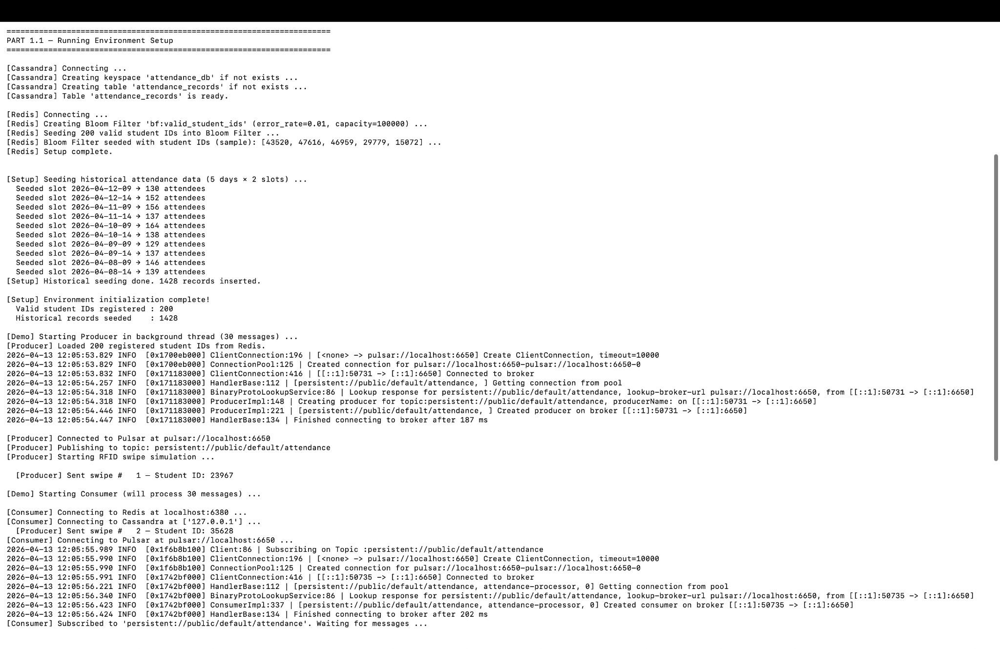 ======================================================================
PART 1.1 — Running Environment Setup
======================================================================
[Cassandra] Connecting ...
[Cassandra] Creating keyspace 'attendance_db' if not exists ...
[Cassandra] Creating table 'attendance_records' if not exists ...
[Cassandra] Table 'attendance_records' is ready.
[Redis] Connecting ...
[Redis] Creating Bloom Filter 'bf:valid_student_ids' (error_rate=0.01, capacity=100000) ...
[Redis] Seeding 200 valid student IDs into Bloom Filter ...
[Redis] Bloom Filter seeded with student IDs (sample): [43520, 47616, 46959, 29779, 15072] ...
[Redis] Setup complete.
[Setup] Seeding historical attendance data (5 days × 2 slots) ...
  Seeded slot 2026-04-12-09 → 130 attendees
  Seeded slot 2026-04-12-14 → 152 attendees
  Seeded slot 2026-04-11-09 → 156 attendees
  Seeded slot 2026-04-11-14 → 137 attendees
  Seeded slot 2026-04-10-09 → 164 attendees
  Seeded slot 2026-04-10-14 → 138 attendees
  Seeded slot 2026-04-09-09 → 129 attendees
  Seeded slot 2026-04-09-14 → 137 attendees
  Seeded slot 2026-04-08-09 → 146 attendees
  Seeded slot 2026-04-08-14 → 139 attendees
[Setup] Historical seeding done. 1428 records inserted.
[Setup] Environment initialization complete!
  Valid student IDs registered : 200
  Historical records seeded    : 1428
[Demo] Starting Producer in background thread (30 messages) ...
[Producer] Loaded 200 registered student IDs from Redis.
2026-04-13 12:05:53.829 INFO  [0x1700eb000] ClientConnection:196 | [<none> -> pulsar://localhost:6650] Create ClientConnection, timeout=10000
2026-04-13 12:05:53.829 INFO  [0x1700eb000] ConnectionPool:125 | Created connection for pulsar://localhost:6650-pulsar://localhost:6650-0
2026-04-13 12:05:53.832 INFO  [0x171183000] ClientConnection:416 | [[::1]:50731 -> [::1]:6650] Connected to broker
2026-04-13 12:05:54.257 INFO  [0x171183000] HandlerBase:112 | [persistent://public/default/attendance, ] Getting connection from pool
2026-04-13 12:05:54.318 INFO  [0x171183000] BinaryProtoLookupService:86 | Lookup response for persistent://public/default/attendance, lookup-broker-url pulsar://localhost:6650, from [[::1]:50731 -> [::1]:6650]
2026-04-13 12:05:54.318 INFO  [0x171183000] ProducerImpl:148 | Creating producer for topic:persistent://public/default/attendance, producerName: on [[::1]:50731 -> [::1]:6650]
2026-04-13 12:05:54.446 INFO  [0x171183000] ProducerImpl:221 | [persistent://public/default/attendance, ] Created producer on broker [[::1]:50731 -> [::1]:6650]
2026-04-13 12:05:54.447 INFO  [0x171183000] HandlerBase:134 | Finished connecting to broker after 187 ms
[Producer] Connected to Pulsar at pulsar://localhost:6650
[Producer] Publishing to topic: persistent://public/default/attendance
[Producer] Starting RFID swipe simulation ...
  [Producer] Sent swipe #   1 — Student ID: 23967
[Demo] Starting Consumer (will process 30 messages) ...
[Consumer] Connecting to Redis at localhost:6380 ...
[Consumer] Connecting to Cassandra at ['127.0.0.1'] ...
  [Producer] Sent swipe #   2 — Student ID: 35628
[Consumer] Connecting to Pulsar at pulsar://localhost:6650 ...
2026-04-13 12:05:55.989 INFO  [0x1f6b8b100] Client:86 | Subscribing on Topic :persistent://public/default/attendance
2026-04-13 12:05:55.990 INFO  [0x1f6b8b100] ClientConnection:196 | [<none> -> pulsar://localhost:6650] Create ClientConnection, timeout=10000
2026-04-13 12:05:55.990 INFO  [0x1f6b8b100] ConnectionPool:125 | Created connection for pulsar://localhost:6650-pulsar://localhost:6650-0
2026-04-13 12:05:55.991 INFO  [0x1742bf000] ClientConnection:416 | [[::1]:50735 -> [::1]:6650] Connected to broker
2026-04-13 12:05:56.221 INFO  [0x1742bf000] HandlerBase:112 | [persistent://public/default/attendance, attendance-processor, 0] Getting connection from pool
2026-04-13 12:05:56.340 INFO  [0x1742bf000] BinaryProtoLookupService:86 | Lookup response for persistent://public/default/attendance, lookup-broker-url pulsar://localhost:6650, from [[::1]:50735 -> [::1]:6650]
2026-04-13 12:05:56.423 INFO  [0x1742bf000] ConsumerImpl:337 | [persistent://public/default/attendance, attendance-processor, 0] Created consumer on broker [[::1]:50735 -> [::1]:6650]
2026-04-13 12:05:56.424 INFO  [0x1742bf000] HandlerBase:134 | Finished connecting to broker after 202 ms
[Consumer] Subscribed to 'persistent://public/default/attendance'. Waiting for messages ...